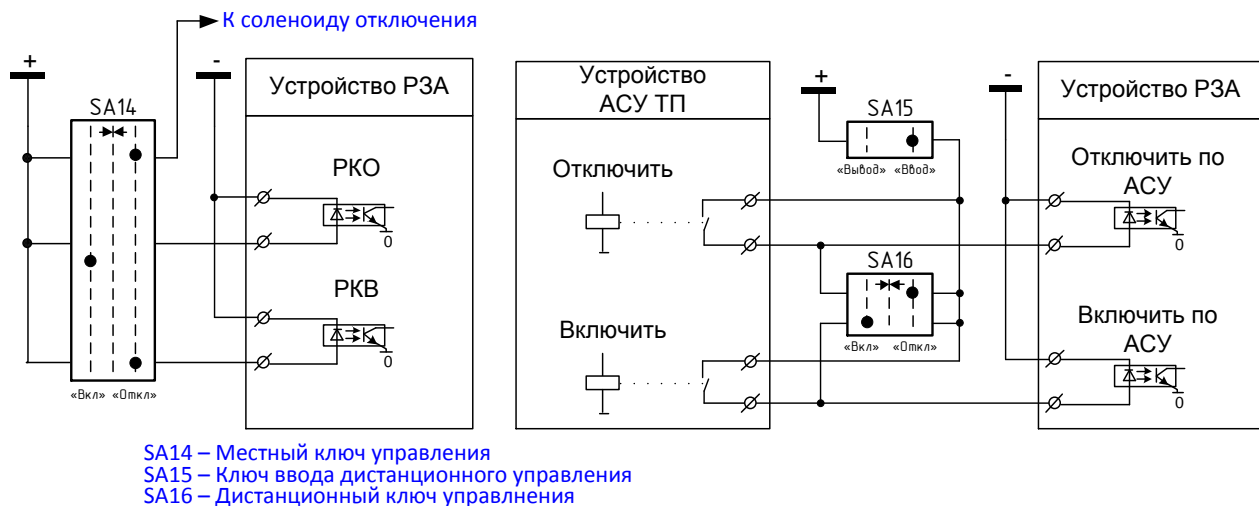 К соленоиду отключения
+
-
SA14
Устройство РЗА
РКО
0
РКВ
0
«Вкл» «Откл»
Устройство
АСУ ТП
Отключить
Включить
+
SA15
«Вывод» «Ввод»
SA16
«Вкл» «Откл»
-
Устройство РЗА
Отключить по
АСУ
0
Включить по
АСУ
0
SA14 – Местный ключ управления
SA15 – Ключ ввода дистанционного управления
SA16 – Дистанционный ключ управлнения